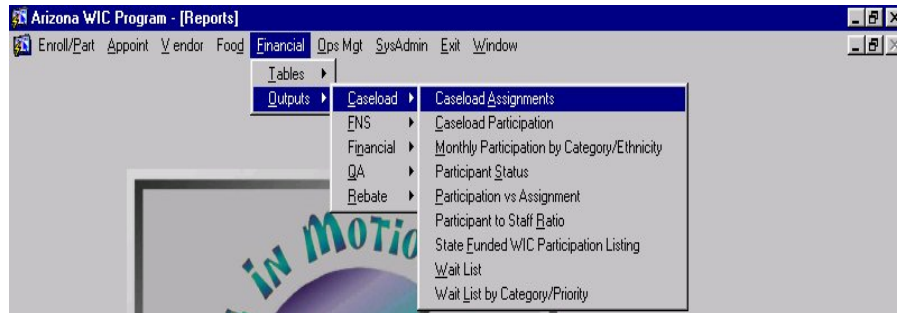 Arizona WIC Program - [Reports]
Enroll/Part Appoint Vendor Food Financial Ops Mgt SysAdmin Exit Window
Tables
Outputs
Caseload
FNS
Financial
QA
Rebate
Caseload Assignments
Caseload Participation
Monthly Participation by Category/Ethnicity
Participant Status
Participation vs Assignment
Participant to Staff Ratio
State Funded WIC Participation Listing
Wait List
Wait List by Category/Priority
in MOTIO